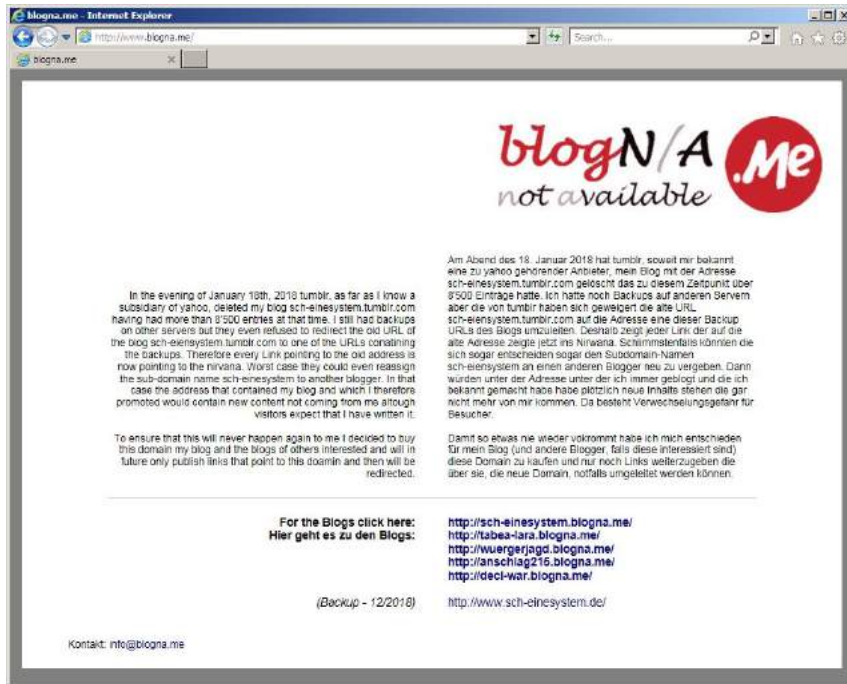 blogna.me - Internet Explorer
http://www.blogna.me/
Search...
blogna.me
blogN/A .Me
not available
In the evening of January 18th, 2018 tumblr, as far as I know a
subsidiary of yahoo, deleted my blog sch-einesystem.tumblr.com
having had more than 8'500 entries at that time. I still had backups
on other servers but they even refused to redirect the old URL of
the blog sch-eiensystem.tumblr.com to one of the URLs conatining
the backups. Therefore every Link pointing to the old address is
now pointing to the nirvana. Worst case they could even reassign
the sub-domain name sch-einesystem to another blogger. In that
case the address that contained my blog and which I therefore
promoted would contain new content not coming from me altough
visitors expect that I have written it.
To ensure that this will never happen again to me I decided to buy
this domain my blog and the blogs of others interested and will in
future only publish links that point to this doamin and then will be
redirected.
Am Abend des 18. Januar 2018 hat tumblr, soweit mir bekannt
eine zu yahoo gehörender Anbieter, mein Blog mit der Adresse
sch-einesystem.tumblr.com gelöscht das zu diesem Zeitpunkt über
8'500 Einträge hatte. Ich hatte noch Backups auf anderen Servern
aber die von tumblr haben sich geweigert die alte URL
sch-eiensystem.tumblr.com auf die Adresse eine dieser Backup
URLs des Blogs umzuleiten. Deshalb zeigt jeder Link der auf die
alte Adresse zeigte jetzt ins Nirwana. Schlimmstenfalls könnten die
sich sogar entscheiden sogar den Subdomain-Namen
sch-eiensystem an einen anderen Blogger neu zu vergeben. Dann
würden unter der Adresse unter der ich immer geblogt und die ich
bekannt gemacht habe habe plötzlich neue Inhalts stehen die gar
nicht mehr von mir kommen. Da besteht Verwechselungsgefahr für
Besucher.
Damit so etwas nie wieder vokrommt habe ich mich entschieden
für mein Blog (und andere Blogger, falls diese interessiert sind)
diese Domain zu kaufen und nur noch Links weiterzugeben die
über sie, die neue Domain, notfalls umgeleitet werden können.
For the Blogs click here:
Hier geht es zu den Blogs:
http://sch-einesystem.blogna.me/
http://tabea-lara.blogna.me/
http://wuergerjagd.blogna.me/
http://anschlag216.blogna.me/
http://decl-war.blogna.me/
(Backup - 12/2018)
http://www.sch-einesystem.de/
Kontakt: info@blogna.me